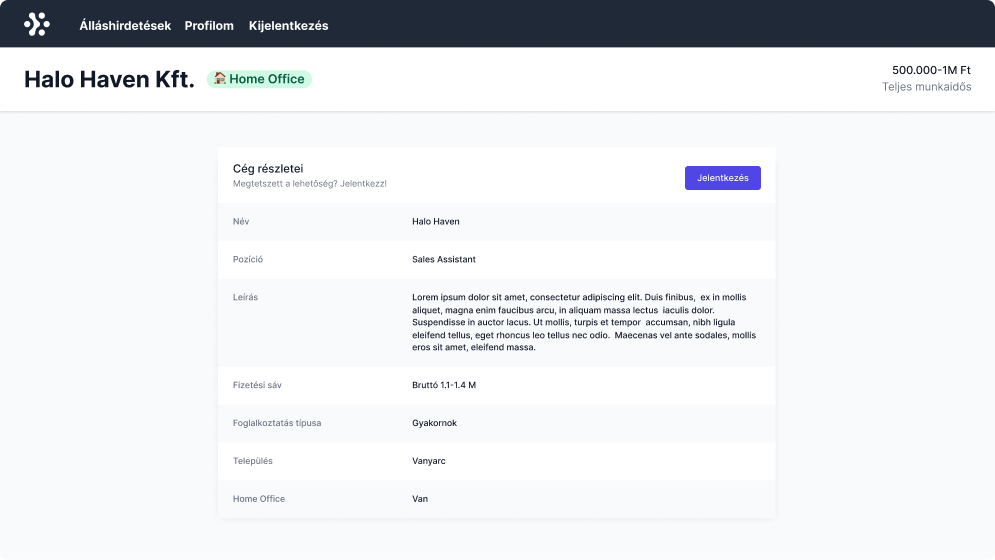 Álláshirdetések Profilom Kijelentkezés
Halo Haven Kft. Home Office
500.000-1M Ft
Teljes munkaidős
Cég részletei
Megtetszett a lehetőség? Jelentkezz!
Jelentkezés
Név Halo Haven
Pozíció Sales Assistant
Leírás Lorem ipsum dolor sit amet, consectetur adipiscing elit. Duis finibus, ex in mollis
aliquet, magna enim faucibus arcu, in aliquam massa lectus iaculis dolor.
Suspendisse in auctor lacus. Ut mollis, turpis et tempor accumsan, nibh ligula
eleifend tellus, eget rhoncus leo tellus nec odio. Maecenas vel ante sodales, mollis
eros sit amet, eleifend massa.
Fizetési sáv Bruttó 1.1-1.4 M
Foglalkoztatás típusa Gyakornok
Település Vanyarc
Home Office Van